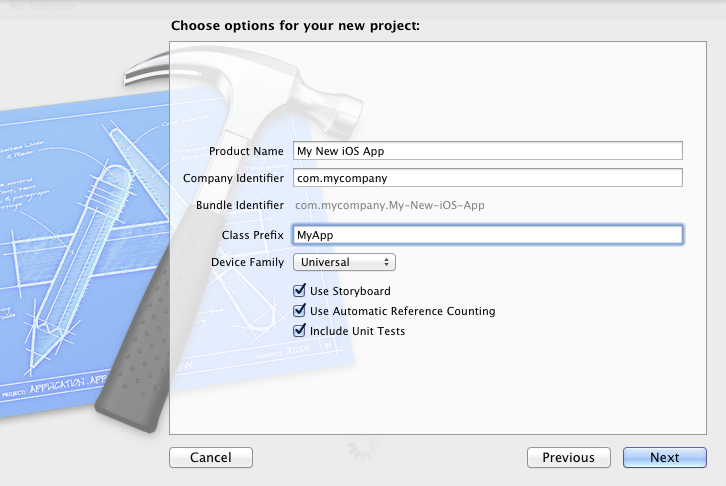 No Selection
Choose options for your new project:
Product Name My New iOS App
Company Identifier com.mycompany
Bundle Identifier com.mycompany.My-New-iOS-App
Class Prefix MyApp
Device Family Universal
Use Storyboard
Use Automatic Reference Counting
Include Unit Tests
PROJECT: APPLICATION.APP
Cancel Previous Next